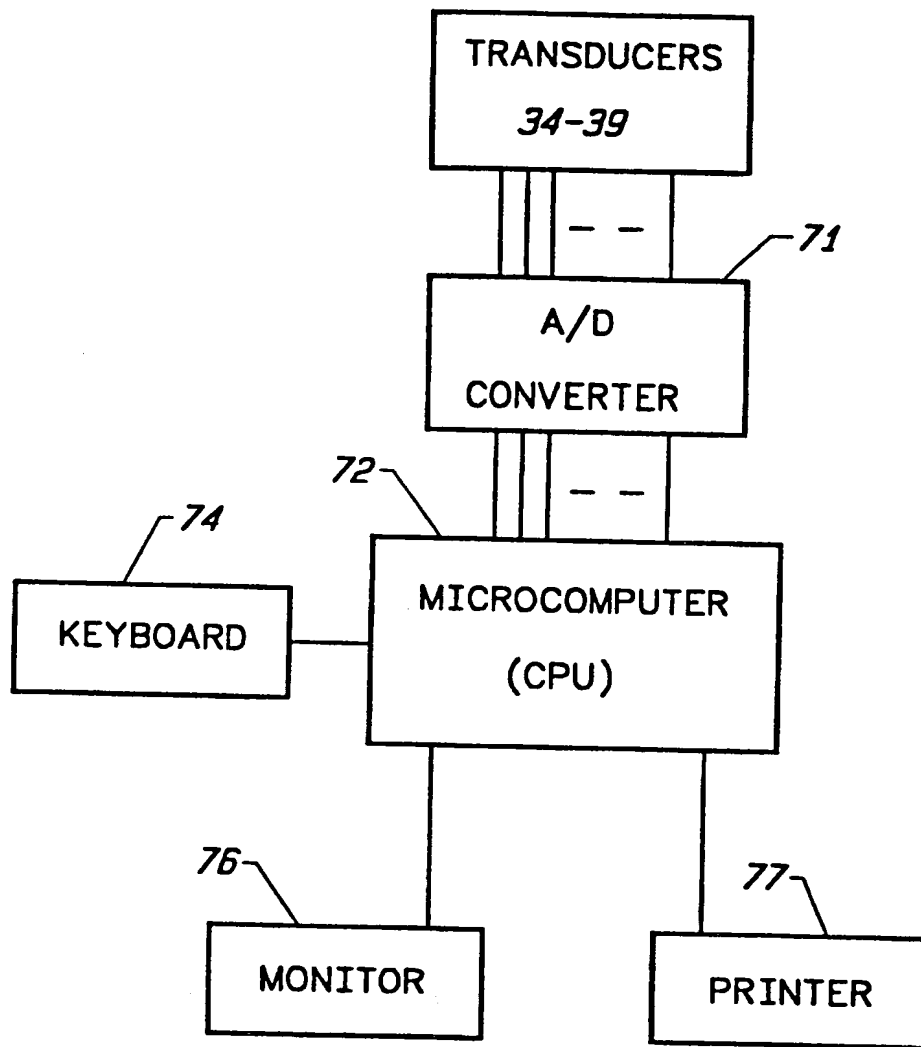 TRANSDUCERS
34-39
71
A/D
CONVERTER
72
74
MICROCOMPUTER
(CPU)
KEYBOARD
76
77
MONITOR
PRINTER